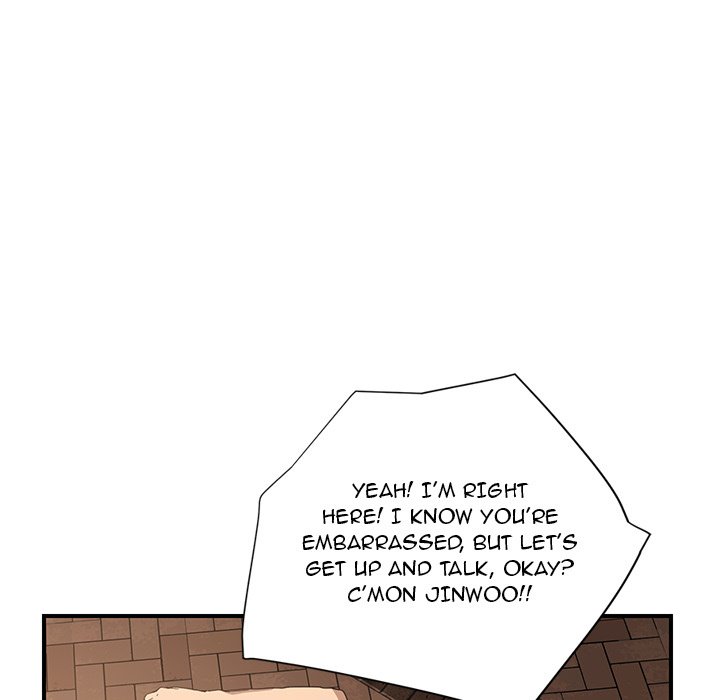 YEAH! I'M RIGHT
HERE! I KNOW YOU'RE
EMBARRASSED, BUT LET'S
GET UP AND TALK, OKAY?
C'MON JINWOO!!